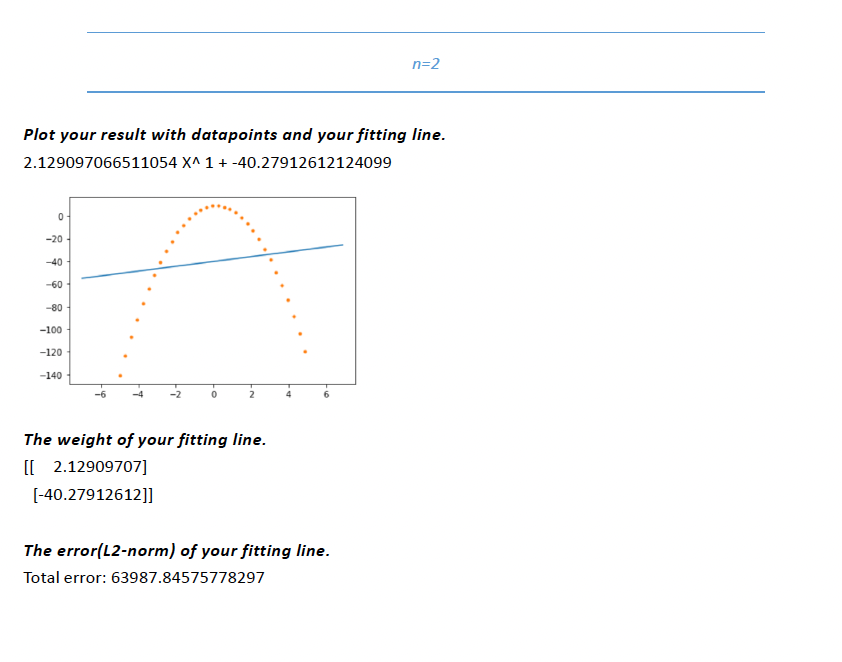 n=2
Plot your result with datapoints and your fitting line.
2.129097066511054 X^ 1 + -40.27912612124099
0
−20
−40
−60
−80
−100
−120
−140
−6 −4 −2 0 2 4 6
The weight of your fitting line.
[[ 2.12909707]
[-40.27912612]]
The error(L2-norm) of your fitting line.
Total error: 63987.84575778297